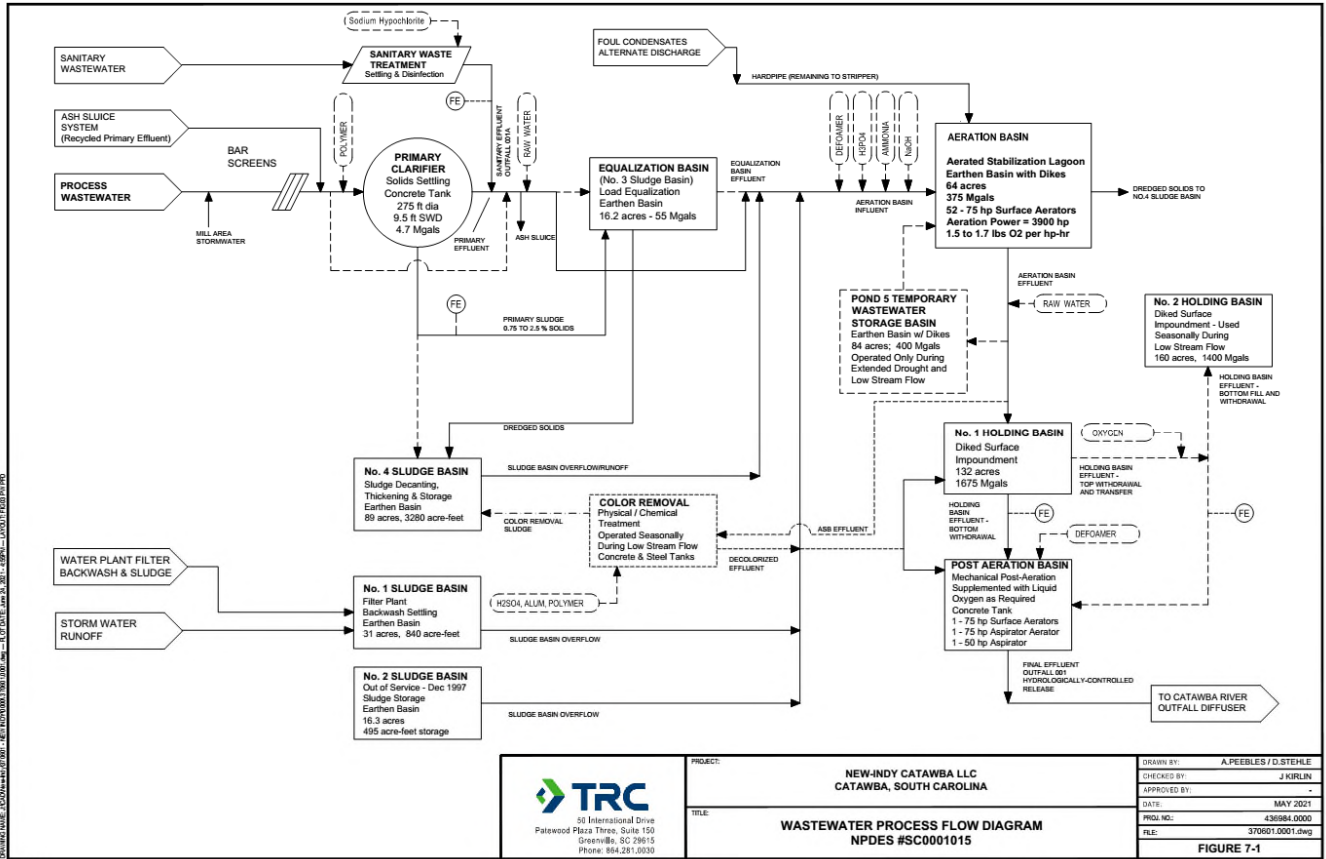 Sodium Hypochlorite
SANITARY
WASTEWATER
SANITARY WASTE
TREATMENT
Settling & Disinfection
FOUL CONDENSATES
ALTERNATE DISCHARGE
HARDPIPE (REMAINING TO STRIPPER)
ASH SLUICE
SYSTEM
(Recycled Primary Effluent)
BAR
SCREENS
POLYMER
FE
SANITARY EFFLUENT
OUTFALL 001A
RAW WATER
PROCESS
WASTEWATER
MILL AREA
STORMWATER
PRIMARY
CLARIFIER
Solids Settling
Concrete Tank
275 ft dia
9.5 ft SWD
4.7 Mgals
PRIMARY
EFFLUENT
ASH SLUICE
EQUALIZATION BASIN
(No. 3 Sludge Basin)
Load Equalization
Earthen Basin
16.2 acres - 55 Mgals
EQUALIZATION
BASIN
EFFLUENT
DEFOAMER
H3PO4
AMMONIA
NaOH
AERATION BASIN
INFLUENT
AERATION BASIN
Aerated Stabilization Lagoon
Earthen Basin with Dikes
64 acres
375 Mgals
52 - 75 hp Surface Aerators
Aeration Power = 3900 hp
1.5 to 1.7 lbs O2 per hp-hr
DREDGED SOLIDS TO
NO.4 SLUDGE BASIN
AERATION BASIN
EFFLUENT
RAW WATER
FE
PRIMARY SLUDGE
0.75 TO 2.5 % SOLIDS
POND 5 TEMPORARY
WASTEWATER
STORAGE BASIN
Earthen Basin w/ Dikes
84 acres; 400 Mgals
Operated Only During
Extended Drought and
Low Stream Flow
No. 2 HOLDING BASIN
Diked Surface
Impoundment - Used
Seasonally During
Low Stream Flow
160 acres, 1400 Mgals
HOLDING BASIN
EFFLUENT -
BOTTOM FILL AND
WITHDRAWAL
DREDGED SOLIDS
No. 1 HOLDING BASIN
Diked Surface
Impoundment
132 acres
1675 Mgals
OXYGEN
HOLDING BASIN
EFFLUENT -
TOP WITHDRAWAL
AND TRANSFER
No. 4 SLUDGE BASIN
Sludge Decanting,
Thickening & Storage
Earthen Basin
89 acres, 3280 acre-feet
SLUDGE BASIN OVERFLOW/RUNOFF
COLOR REMOVAL
SLUDGE
COLOR REMOVAL
Physical / Chemical
Treatment
Operated Seasonally
During Low Stream Flow
Concrete & Steel Tanks
ASB EFFLUENT
DECOLORIZED
EFFLUENT
HOLDING
BASIN
EFFLUENT -
BOTTOM
WITHDRAWAL
FE
FE
DEFOAMER
WATER PLANT FILTER
BACKWASH & SLUDGE
STORM WATER
RUNOFF
No. 1 SLUDGE BASIN
Filter Plant
Backwash Settling
Earthen Basin
31 acres, 840 acre-feet
H2SO4, ALUM, POLYMER
SLUDGE BASIN OVERFLOW
POST AERATION BASIN
Mechanical Post-Aeration
Supplemented with Liquid
Oxygen as Required
Concrete Tank
1 - 75 hp Surface Aerators
1 - 75 hp Aspirator Aerator
1 - 50 hp Aspirator
No. 2 SLUDGE BASIN
Out of Service - Dec 1997
Sludge Storage
Earthen Basin
16.3 acres
495 acre-feet storage
SLUDGE BASIN OVERFLOW
FINAL EFFLUENT
OUTFALL 001
HYDROLOGICALLY-CONTROLLED
RELEASE
TO CATAWBA RIVER
OUTFALL DIFFUSER
TRC
50 International Drive
Patewood Plaza Three, Suite 150
Greenville, SC 29615
Phone: 864.281.0030
PROJECT:
NEW-INDY CATAWBA LLC
CATAWBA, SOUTH CAROLINA
TITLE:
WASTEWATER PROCESS FLOW DIAGRAM
NPDES #SC0001015
DRAWN BY: A.PEEBLES / D.STEHLE
CHECKED BY: J KIRLIN
APPROVED BY: -
DATE: MAY 2021
PROJ. NO.: 436984.0000
FILE: 370601.0001.dwg
FIGURE 7-1